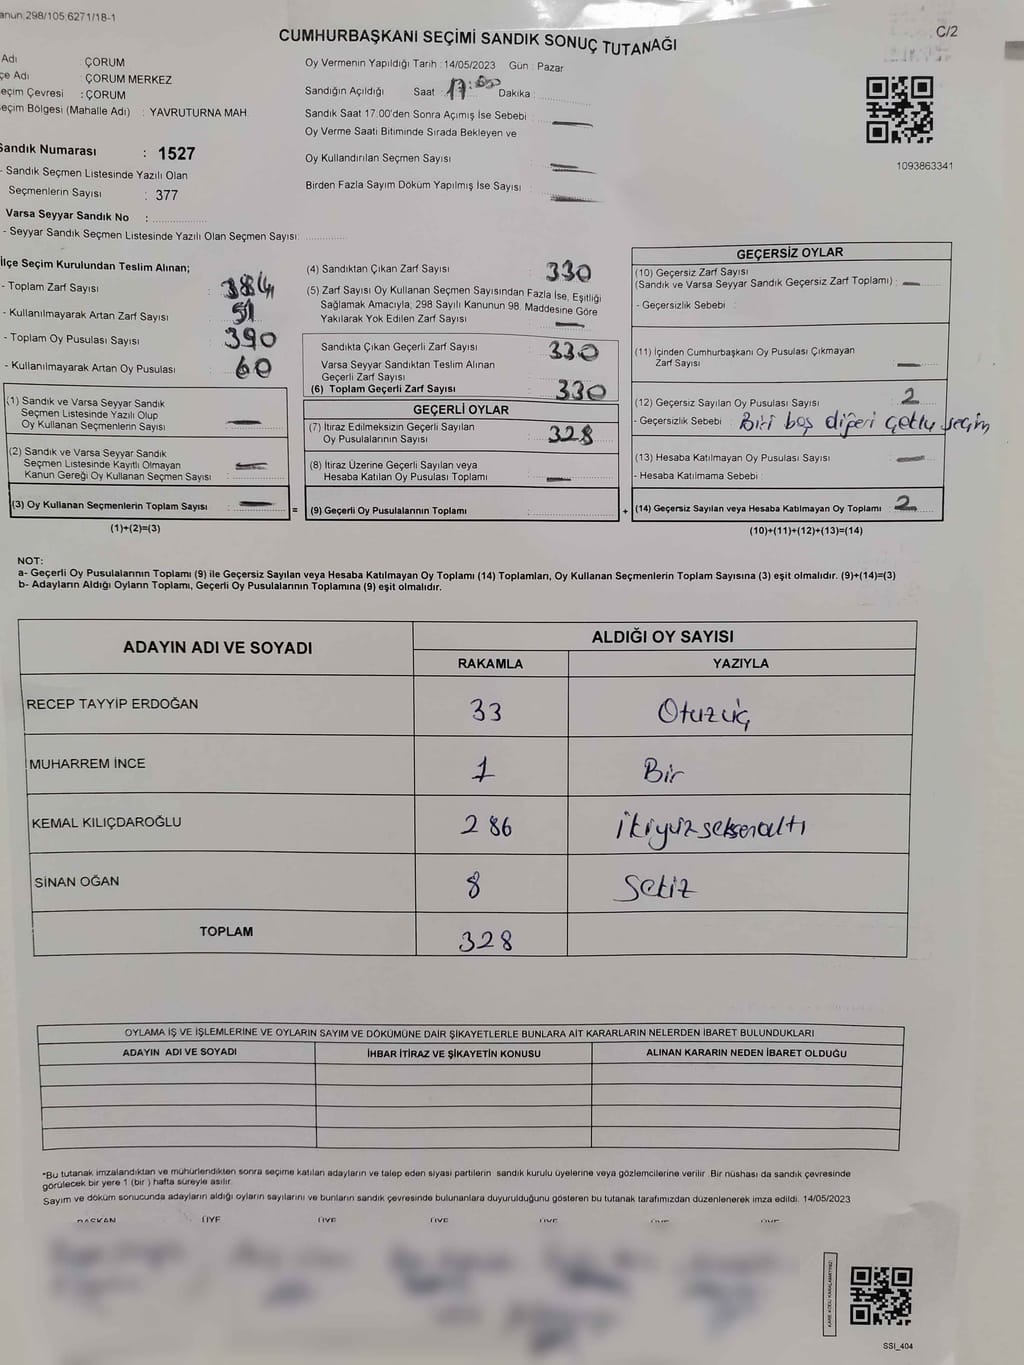 anun:298/105;6271/18-1
C/2
CUMHURBAŞKANI SEÇİMİ SANDIK SONUÇ TUTANAĞI
Adı : ÇORUM
çe Adı : ÇORUM MERKEZ
eçim Çevresi : ÇORUM
eçim Bölgesi (Mahalle Adı) : YAVRUTURNA MAH.
Sandık Numarası : 1527
- Sandık Seçmen Listesinde Yazılı Olan
Seçmenlerin Sayısı : 377
Varsa Seyyar Sandık No :
- Seyyar Sandık Seçmen Listesinde Yazılı Olan Seçmen Sayısı:
Oy Vermenin Yapıldığı Tarih : 14/05/2023 Gün : Pazar
Sandığın Açıldığı Saat : 17:00 Dakika :
Sandık Saat 17:00'den Sonra Açımış İse Sebebi :
Oy Verme Saati Bitiminde Sırada Bekleyen ve
Oy Kullandırılan Seçmen Sayısı
Birden Fazla Sayım Döküm Yapılmış İse Sayısı
1093863341
İlçe Seçim Kurulundan Teslim Alınan;
- Toplam Zarf Sayısı : 384
- Kullanılmayarak Artan Zarf Sayısı : 51
- Toplam Oy Pusulası Sayısı : 390
- Kullanılmayarak Artan Oy Pusulası : 60
(1) Sandık ve Varsa Seyyar Sandık
Seçmen Listesinde Yazılı Olup
Oy Kullanan Seçmenlerin Sayısı
(2) Sandık ve Varsa Seyyar Sandık
Seçmen Listesinde Kayıtlı Olmayan
Kanun Gereği Oy Kullanan Seçmen Sayısı :
(3) Oy Kullanan Seçmenlerin Toplam Sayısı :
(1)+(2)=(3)
=
(4) Sandıktan Çıkan Zarf Sayısı : 330
(5) Zarf Sayısı Oy Kullanan Seçmen Sayısından Fazla İse, Eşitliği
Sağlamak Amacıyla, 298 Sayılı Kanunun 98. Maddesine Göre
Yakılarak Yok Edilen Zarf Sayısı
Sandıkta Çıkan Geçerli Zarf Sayısı : 330
Varsa Seyyar Sandıktan Teslim Alınan
Geçerli Zarf Sayısı
(6) Toplam Geçerli Zarf Sayısı : 330
GEÇERLİ OYLAR
(7) İtiraz Edilmeksizin Geçerli Sayılan
Oy Pusulalarının Sayısı : 328
(8) İtiraz Üzerine Geçerli Sayılan veya
Hesaba Katılan Oy Pusulası Toplamı
(9) Geçerli Oy Pusulalarının Toplamı
+
GEÇERSİZ OYLAR
(10) Geçersiz Zarf Sayısı
(Sandık ve Varsa Seyyar Sandık Geçersiz Zarf Toplamı) :
- Geçersizlik Sebebi :
(11) İçinden Cumhurbaşkanı Oy Pusulası Çıkmayan
Zarf Sayısı
(12) Geçersiz Sayılan Oy Pusulası Sayısı : 2
- Geçersizlik Sebebi : Biri boş diğeri çoklu seçim
(13) Hesaba Katılmayan Oy Pusulası Sayısı
- Hesaba Katılmama Sebebi :
(14) Geçersiz Sayılan veya Hesaba Katılmayan Oy Toplamı : 2
(10)+(11)+(12)+(13)=(14)
NOT:
a- Geçerli Oy Pusulalarının Toplamı (9) ile Geçersiz Sayılan veya Hesaba Katılmayan Oy Toplamı (14) Toplamları, Oy Kullanan Seçmenlerin Toplam Sayısına (3) eşit olmalıdır. (9)+(14)=(3)
b- Adayların Aldığı Oyların Toplamı, Geçerli Oy Pusulalarının Toplamına (9) eşit olmalıdır.
ADAYIN ADI VE SOYADI ALDIĞI OY SAYISI
RAKAMLA YAZIYLA
RECEP TAYYİP ERDOĞAN 33 Otuzüç
MUHARREM İNCE 1 Bir
KEMAL KILIÇDAROĞLU 286 ikiyüzseksenaltı
SİNAN OĞAN 8 Sekiz
TOPLAM 328
OYLAMA İŞ VE İŞLEMLERİNE VE OYLARIN SAYIM VE DÖKÜMÜNE DAİR ŞİKAYETLERLE BUNLARA AİT KARARLARIN NELERDEN İBARET BULUNDUKLARI
ADAYIN ADI VE SOYADI İHBAR İTİRAZ VE ŞİKAYETİN KONUSU ALINAN KARARIN NEDEN İBARET OLDUĞU
*Bu tutanak imzalandıktan ve mühürlendikten sonra seçime katılan adayların ve talep eden siyasi partilerin sandık kurulu üyelerine veya gözlemcilerine verilir. Bir nüshası da sandık çevresinde
görülecek bir yere 1 (bir ) hafta süreyle asılır.
Sayım ve döküm sonucunda adayların aldığı oyların sayılarını ve bunların sandık çevresinde bulunanlara duyurulduğunu gösteren bu tutanak tarafımızdan düzenlenerek imza edildi. 14/05/2023
BAŞKAN ÜYE ÜYE ÜYE ÜYE ÜYE ÜYE
KARE KODU KARALAMAYINIZ!
SSI_404